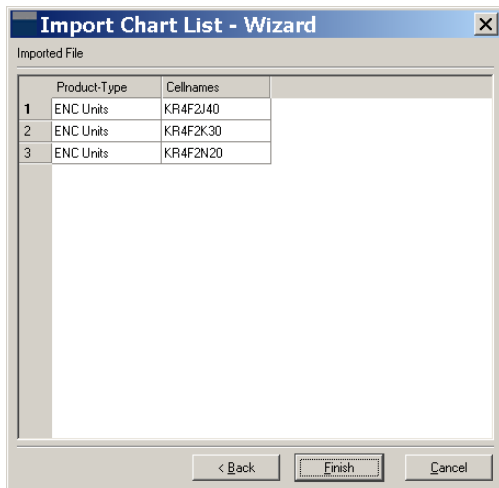 Import Chart List - Wizard
Imported File
Product-Type Cellnames
1 ENC Units KR4F2J40
2 ENC Units KR4F2K30
3 ENC Units KR4F2N20
< Back Finish Cancel